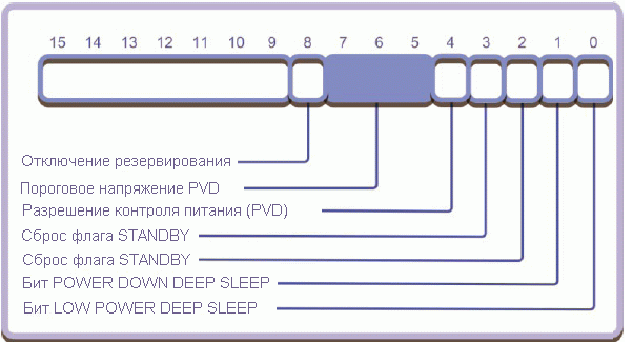 15 14 13 12 11 10 9 8 7 6 5 4 3 2 1 0
Отключение резервирования
Пороговое напряжение PVD
Разрешение контроля питания (PVD)
Сброс флага STANDBY
Сброс флага STANDBY
Бит POWER DOWN DEEP SLEEP
Бит LOW POWER DEEP SLEEP